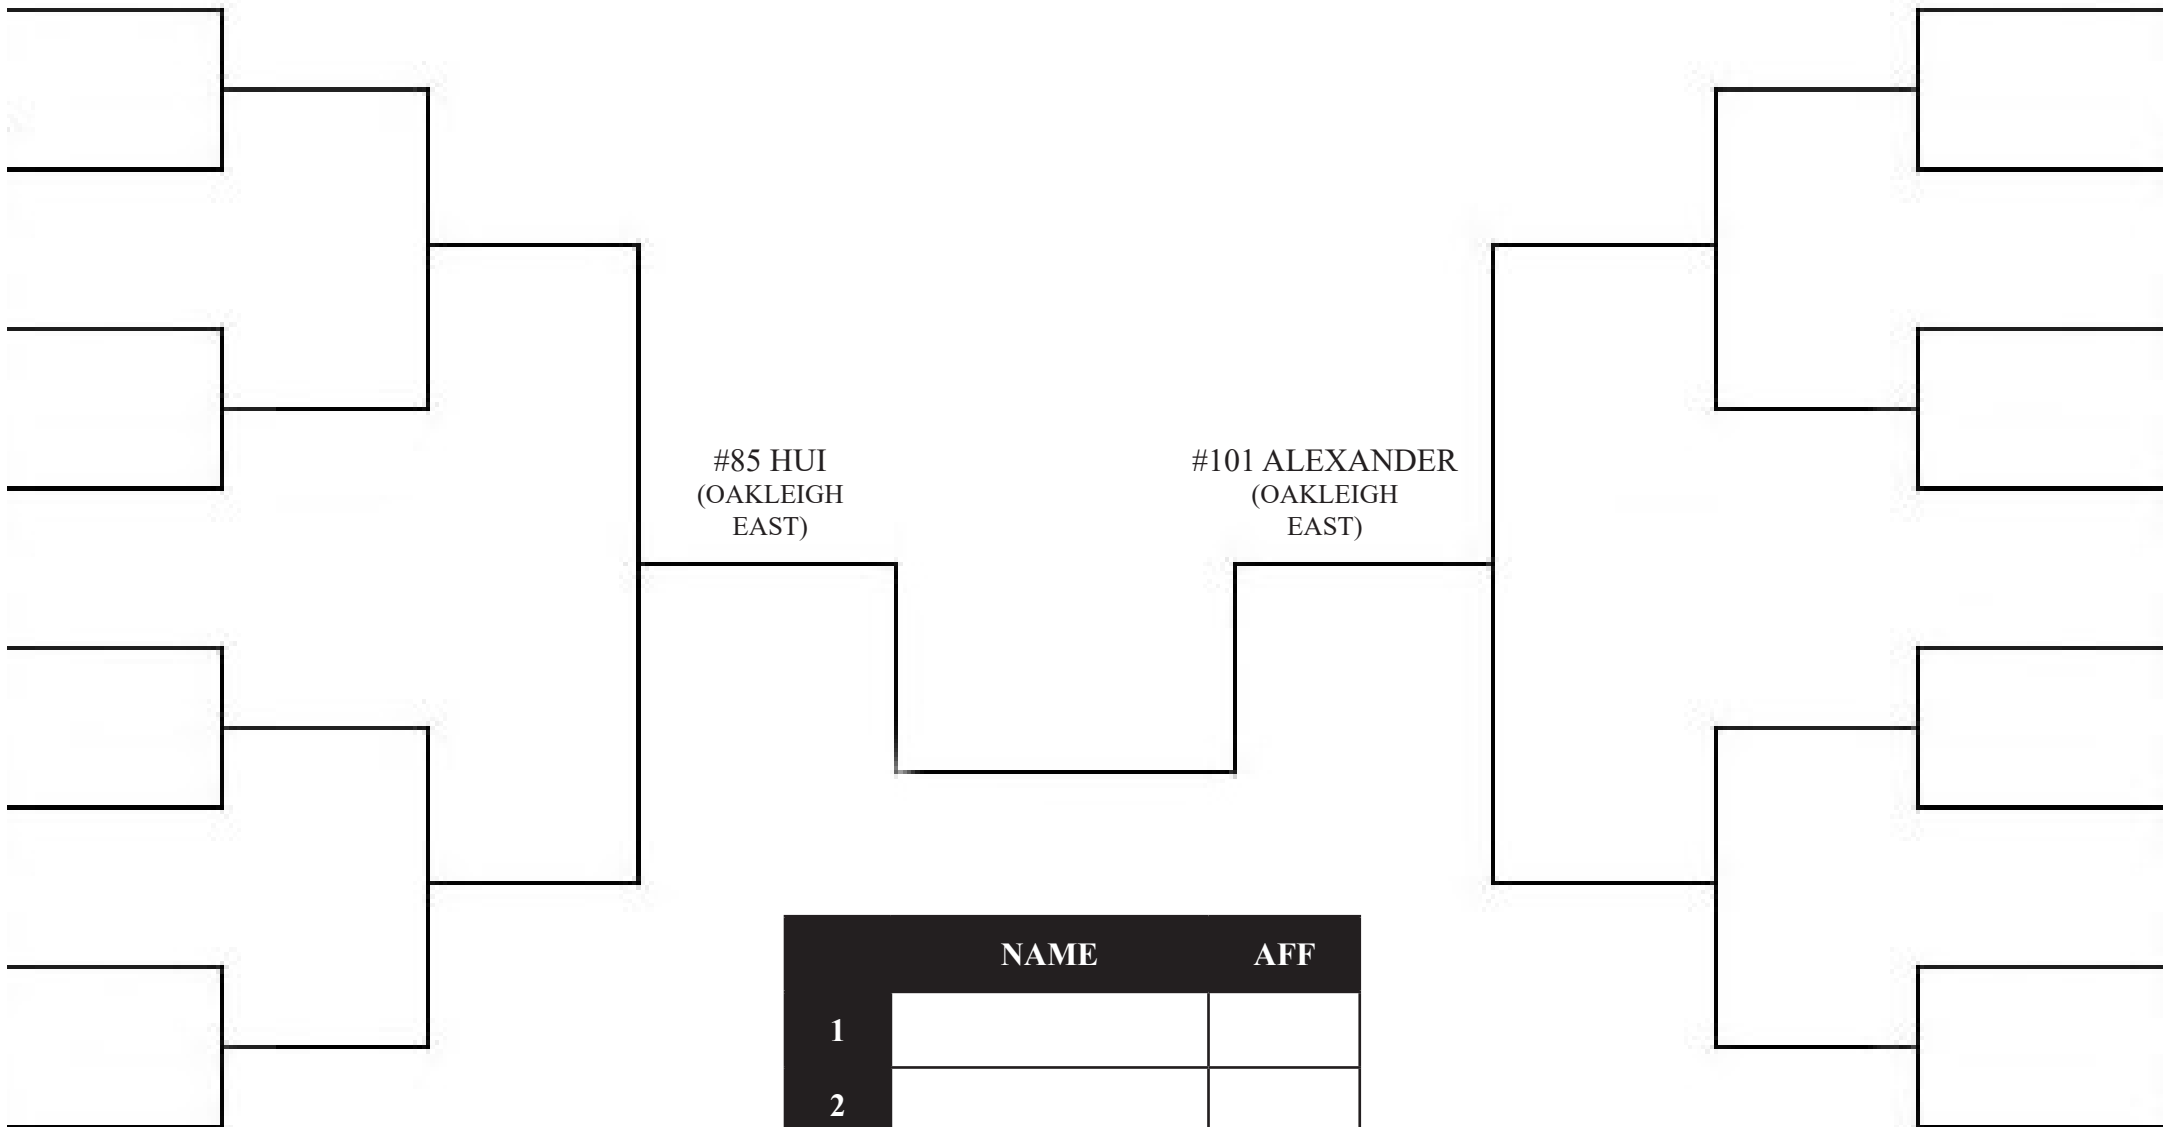 #85 HUI
(OAKLEIGH
EAST)
#101 ALEXANDER
(OAKLEIGH
EAST)
NAME AFF
1
2